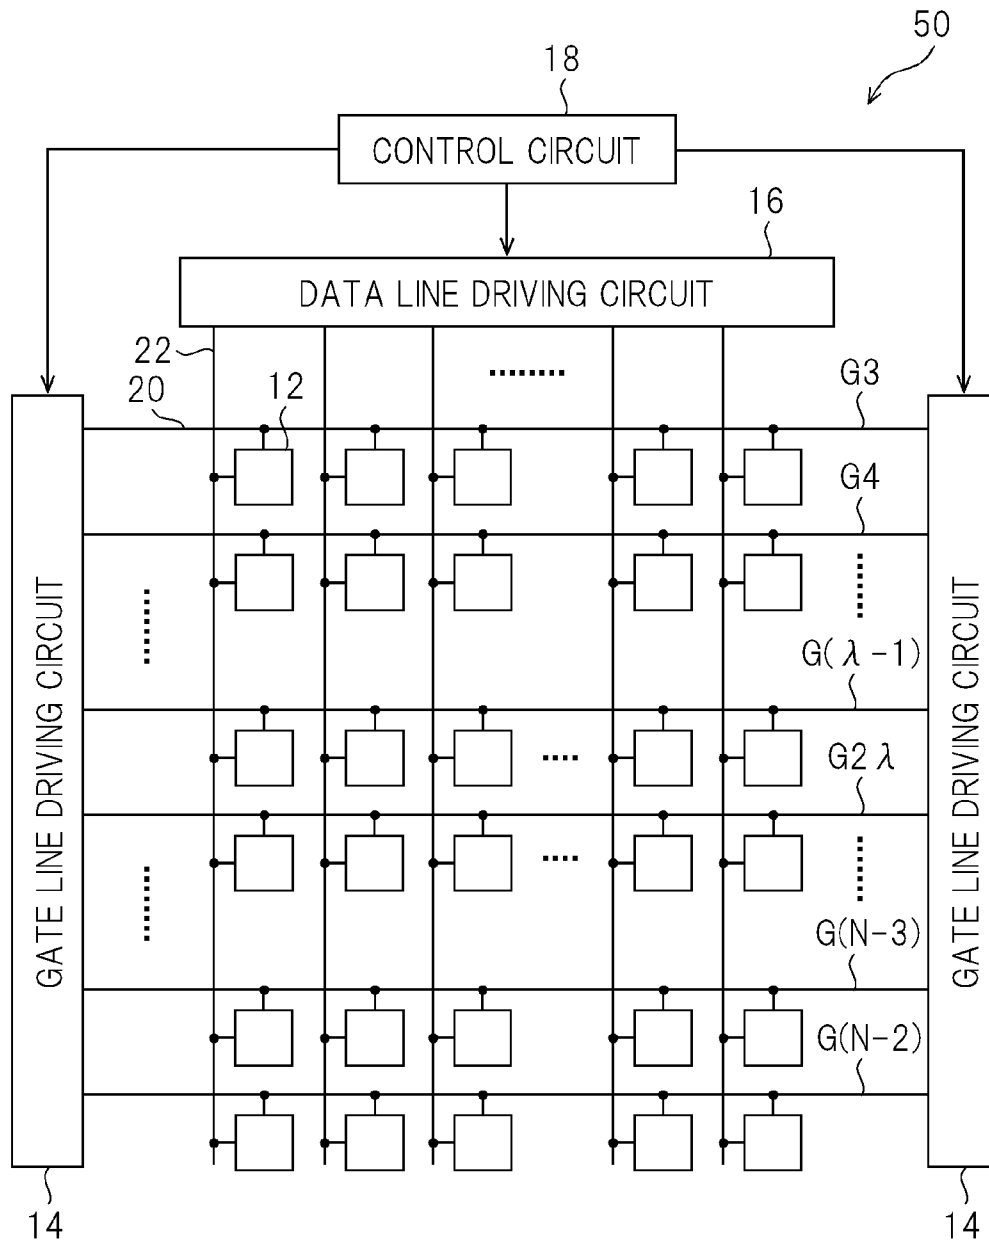 50
18
CONTROL CIRCUIT
16
DATA LINE DRIVING CIRCUIT
22
20
12
G3
G4
G(λ-1)
G2λ
G(N-3)
G(N-2)
GATE LINE DRIVING CIRCUIT
GATE LINE DRIVING CIRCUIT
14
14